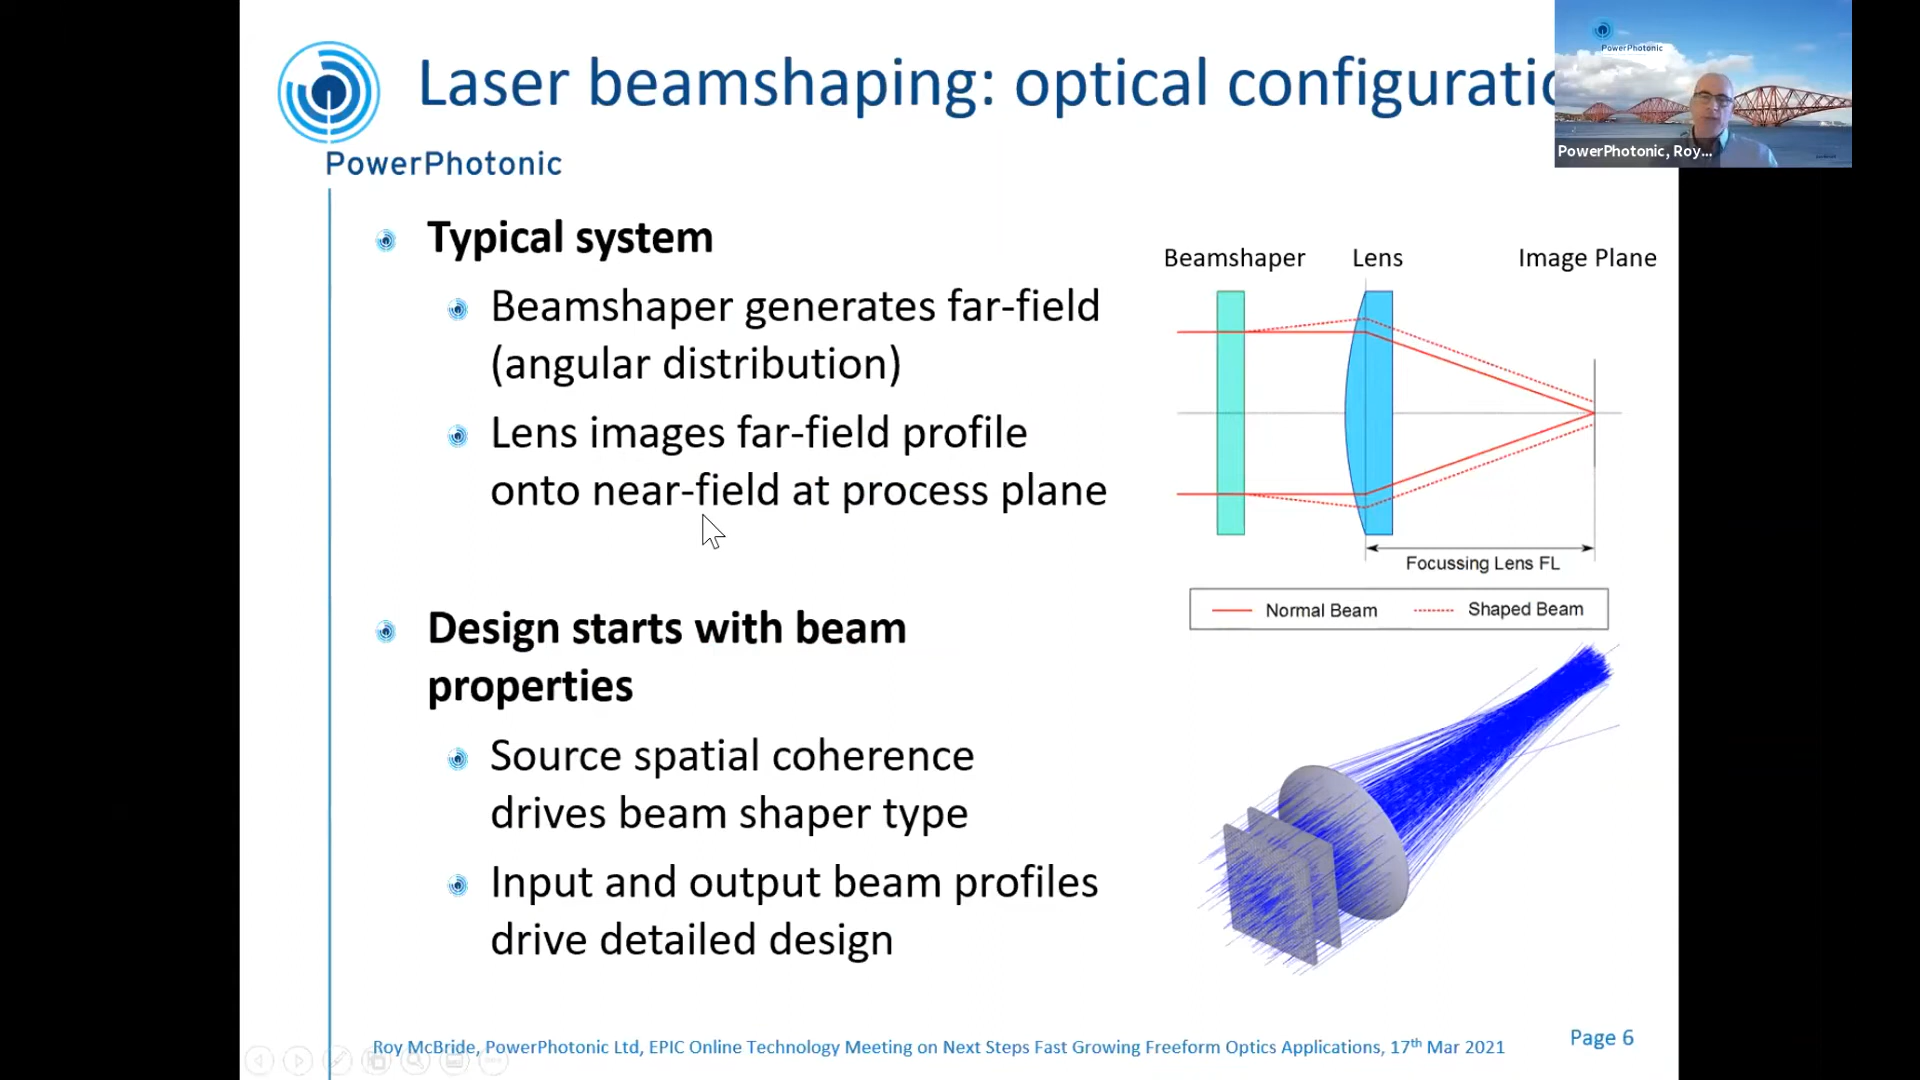 Laser beamshaping: optical configuratio
PowerPhotonic
PowerPhotonic
PowerPhotonic, Roy...
Typical system
Beamshaper generates far-field
(angular distribution)
Lens images far-field profile
onto near-field at process plane
Design starts with beam
properties
Source spatial coherence
drives beam shaper type
Input and output beam profiles
drive detailed design
Beamshaper Lens Image Plane
Focussing Lens FL
Normal Beam Shaped Beam
Roy McBride, PowerPhotonic Ltd, EPIC Online Technology Meeting on Next Steps Fast Growing Freeform Optics Applications, 17th Mar 2021
Page 6